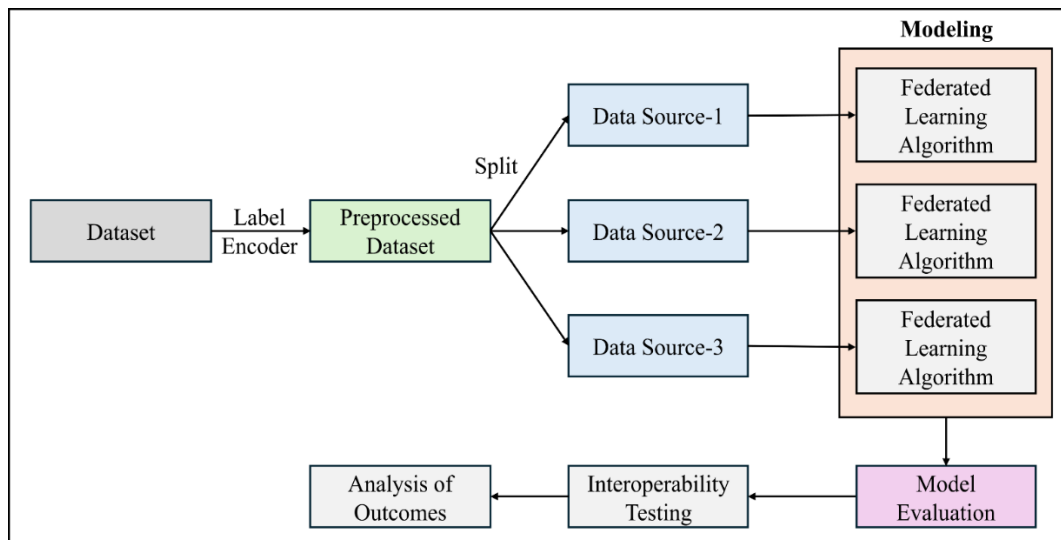 Modeling
Federated
Learning
Algorithm
Data Source-1
Split
Label
Encoder
Dataset
Preprocessed
Dataset
Data Source-2
Federated
Learning
Algorithm
Data Source-3
Federated
Learning
Algorithm
Analysis of
Outcomes
Interoperability
Testing
Model
Evaluation